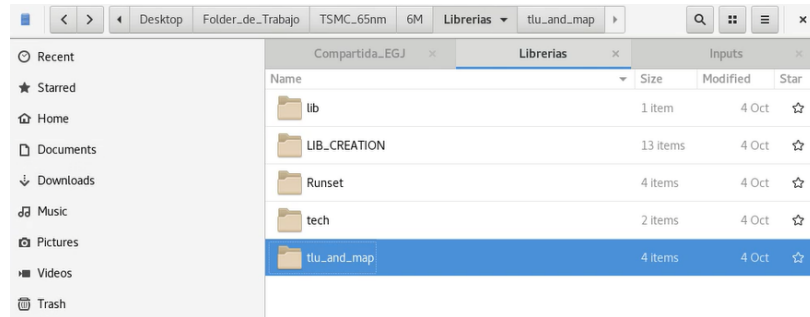 Desktop Folder_de_Trabajo TSMC_65nm 6M Librerias tlu_and_map
Compartida_EGJ Librerias Inputs
Name Size Modified Star
Recent
Starred
Home
Documents
Downloads
Music
Pictures
Videos
Trash
lib 1 item 4 Oct
LIB_CREATION 13 items 4 Oct
Runset 4 items 4 Oct
tech 2 items 4 Oct
tlu_and_map 4 items 4 Oct